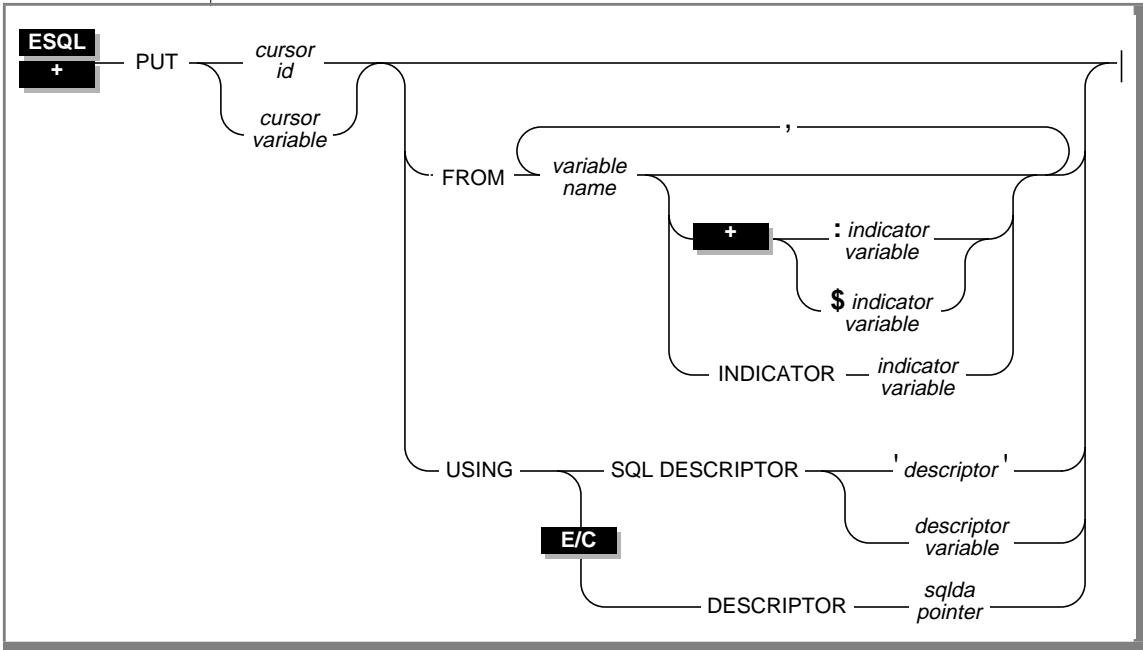 ESQL
+
PUT
cursor
id
cursor
variable
,
FROM
variable
name
+
: indicator
variable
$ indicator
variable
INDICATOR
indicator
variable
USING
SQL DESCRIPTOR
' descriptor '
descriptor
variable
E/C
DESCRIPTOR
sqlda
pointer